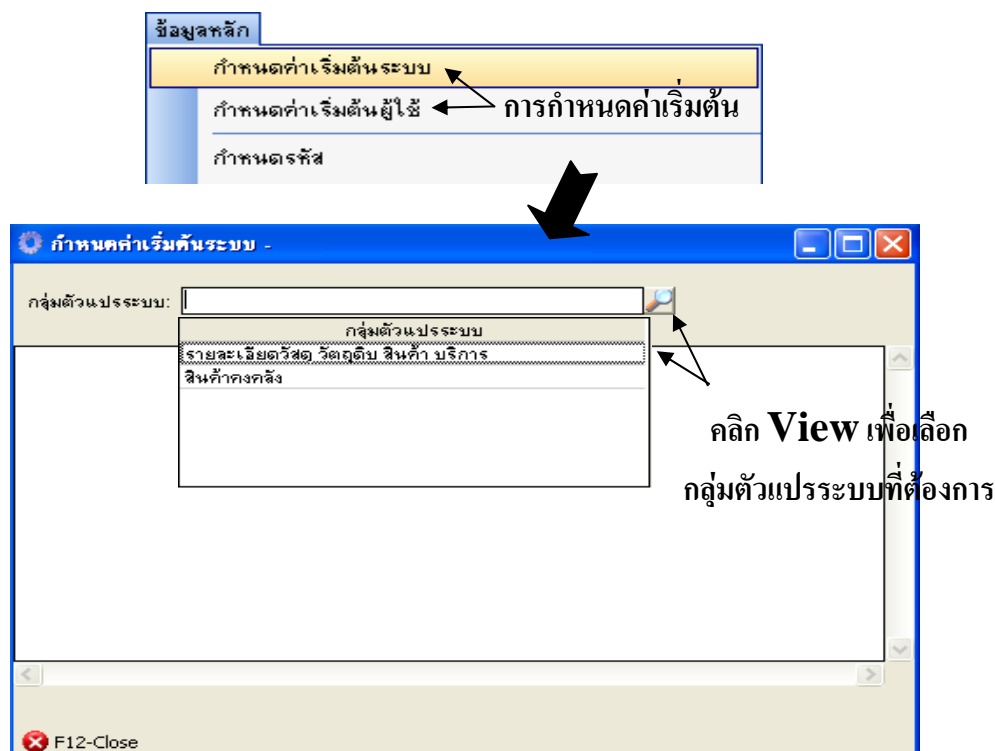 ข้อมูลหลัก
กำหนดค่าเริ่มต้นระบบ
กำหนดค่าเริ่มต้นผู้ใช้
การกำหนดค่าเริ่มต้น
กำหนดรหัส
กำหนดค่าเริ่มต้นระบบ -
กลุ่มตัวแปรระบบ:
กลุ่มตัวแปรระบบ
รายละเอียดวัสดุ วัตถุดิบ สินค้า บริการ
สินค้าคงคลัง
คลิก View เพื่อเลือก
กลุ่มตัวแปรระบบที่ต้องการ
F12-Close